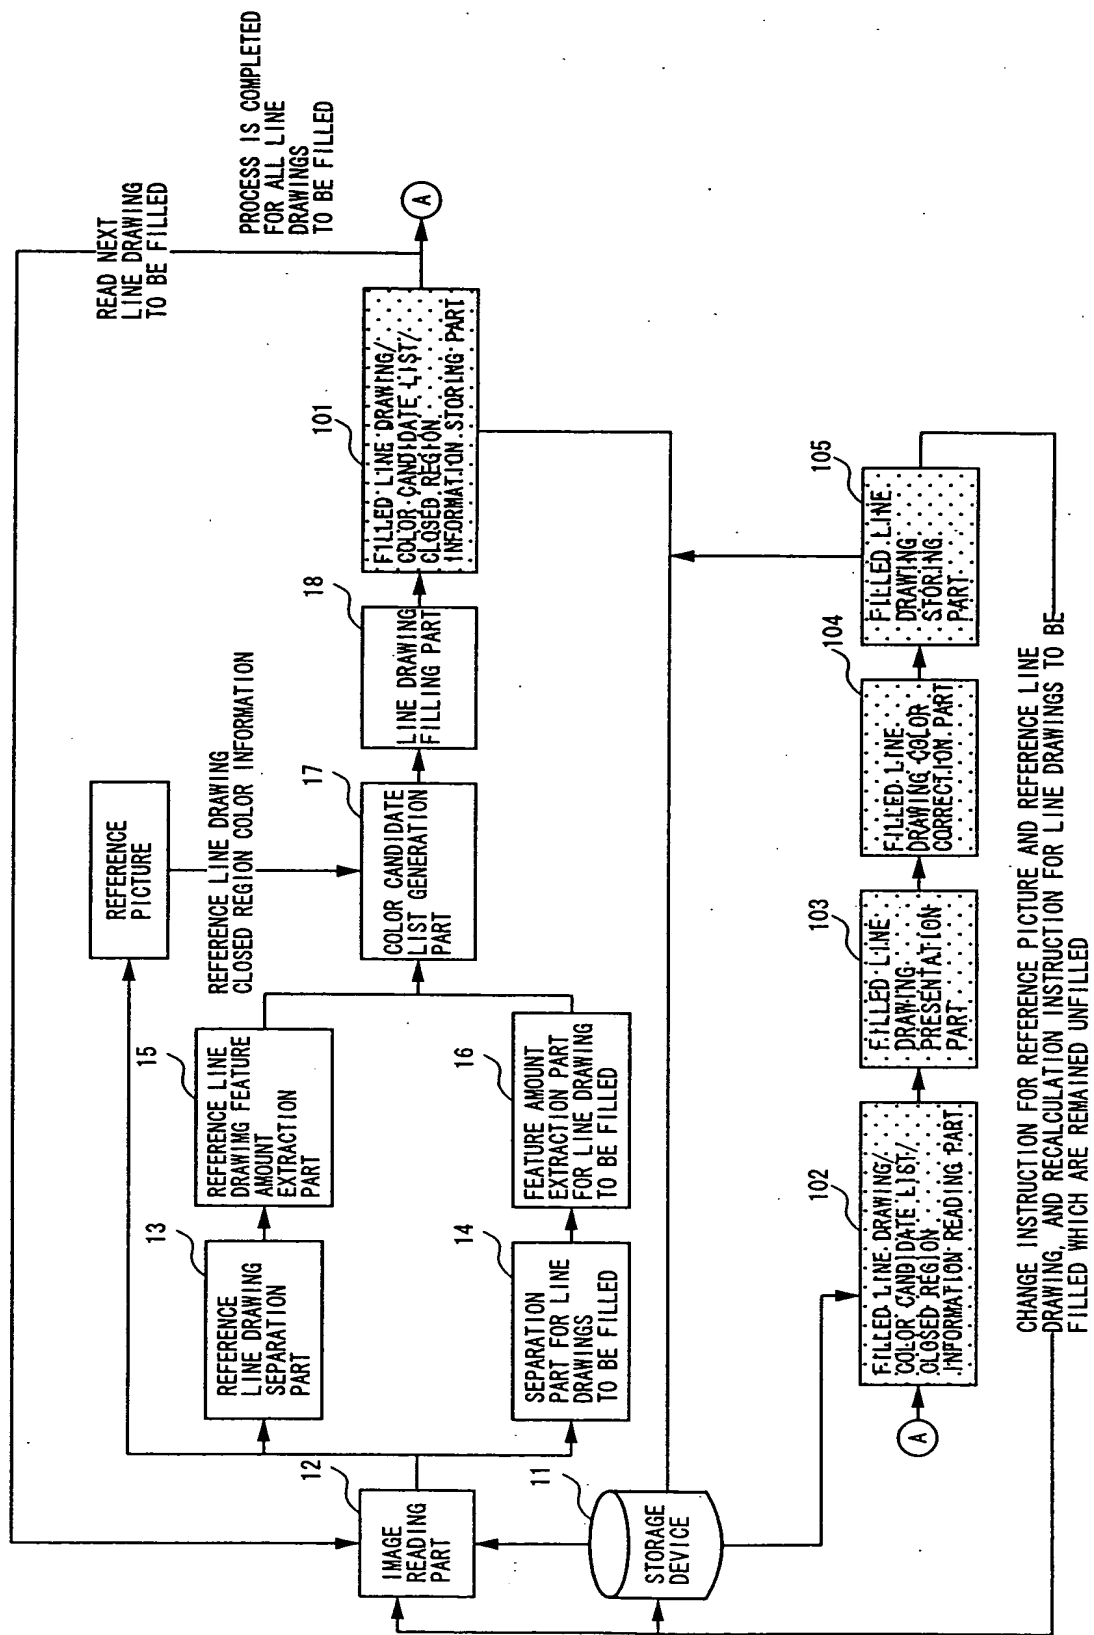 READ NEXT
LINE DRAWING
TO BE FILLED
PROCESS IS COMPLETED
FOR ALL LINE
DRAWINGS
TO BE FILLED
A
REFERENCE
PICTURE
REFERENCE LINE DRAWING
CLOSED REGION COLOR INFORMATION
12
IMAGE
READING
PART
13
REFERENCE
LINE DRAWING
SEPARATION
PART
15
REFERENCE LINE
DRAWIMG FEATURE
AMOUNT
EXTRACTION
PART
17
COLOR CANDIDATE
LIST GENERATION
PART
18
LINE DRAWING
FILLING PART
101
FILLED LINE DRAWING/
COLOR CANDIDATE LIST/
CLOSED REGION
INFORMATION STORING PART
14
SEPARATION
PART FOR LINE
DRAWINGS
TO BE FILLED
16
FEATURE AMOUNT
EXTRACTION PART
FOR LINE DRAWING
TO BE FILLED
11
STORAGE
DEVICE
A
102
FILLED LINE DRAWING/
COLOR CANDIDATE LIST/
CLOSED REGION
INFORMATION READING PART
103
FILLED LINE
DRAWING
PRESENTATION
PART
104
FILLED LINE
DRAWING COLOR
CORRECTION PART
105
FILLED LINE
DRAWING
STORING
PART
CHANGE INSTRUCTION FOR REFERENCE PICTURE AND REFERENCE LINE
DRAWING, AND RECALCULATION INSTRUCTION FOR LINE DRAWINGS TO BE
FILLED WHICH ARE REMAINED UNFILLED